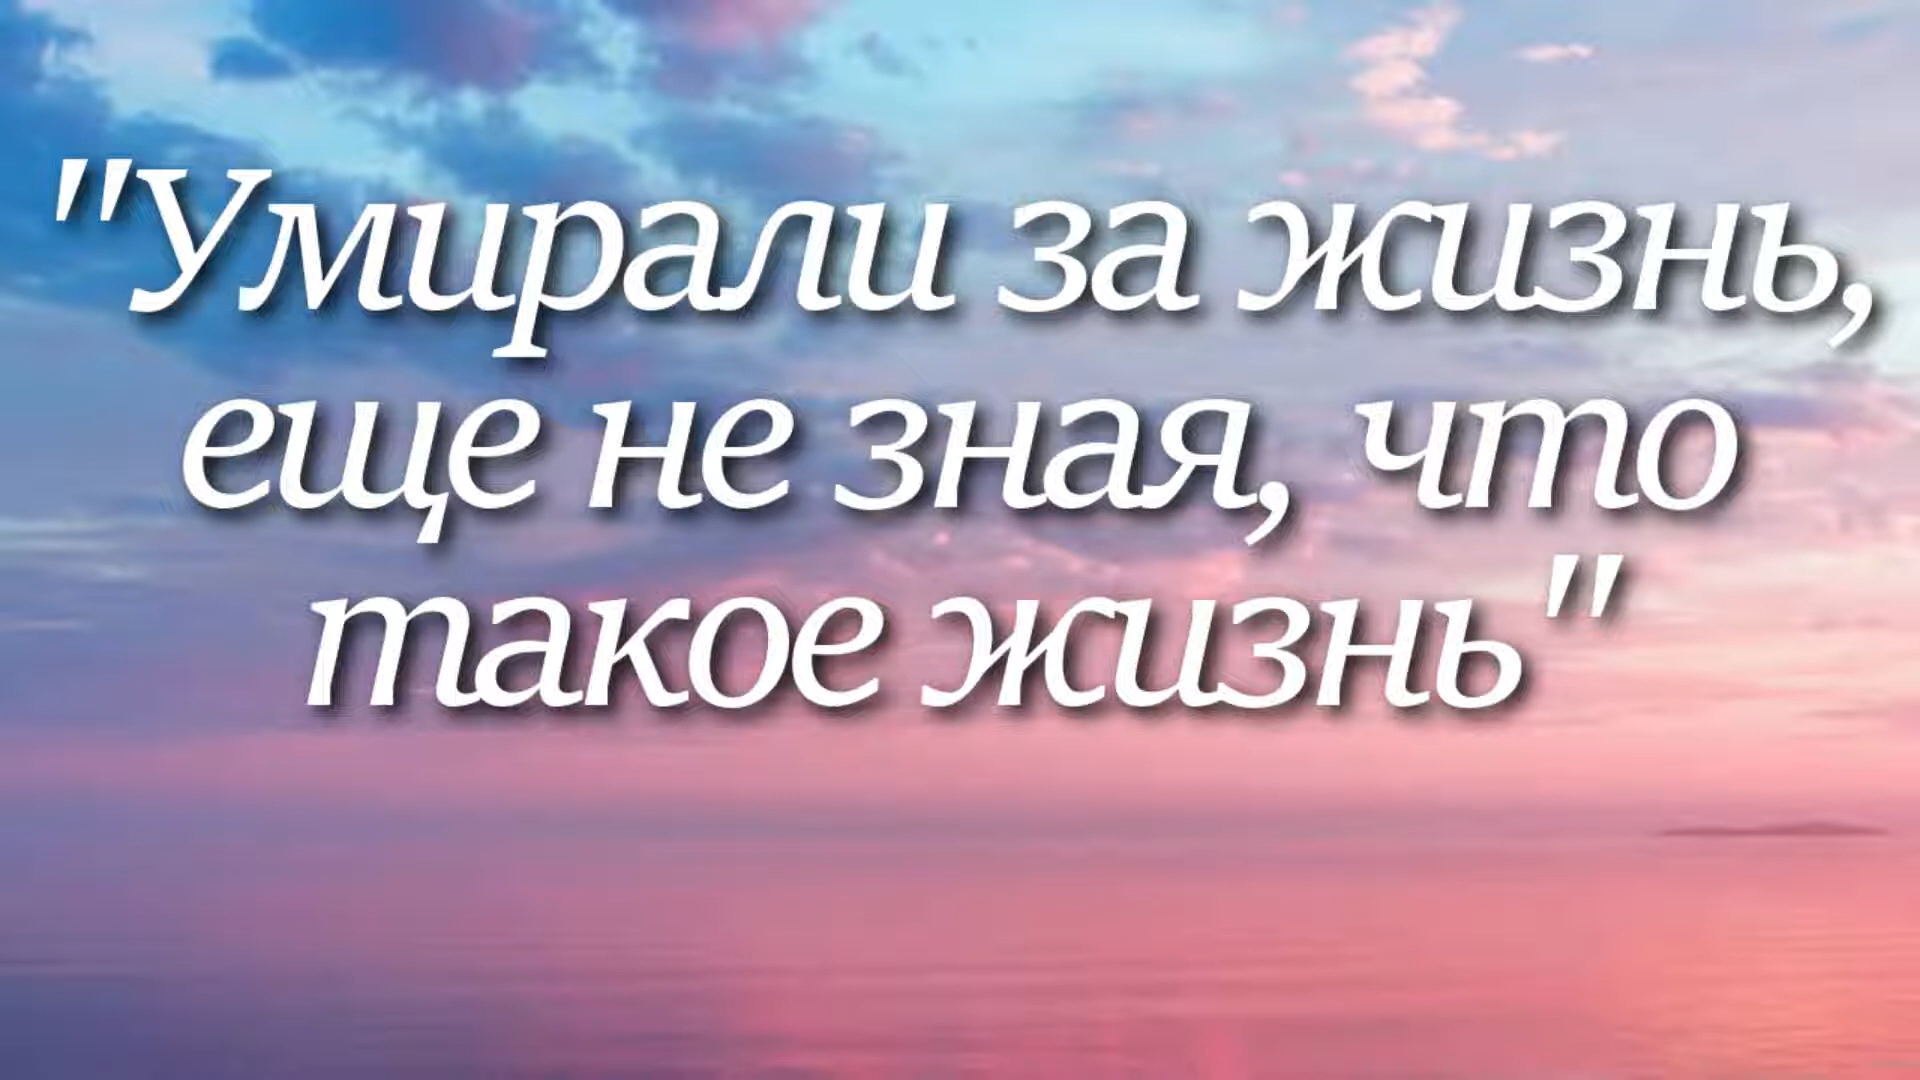 "Умирали за жизнь,
еще не зная, что
такое жизнь"